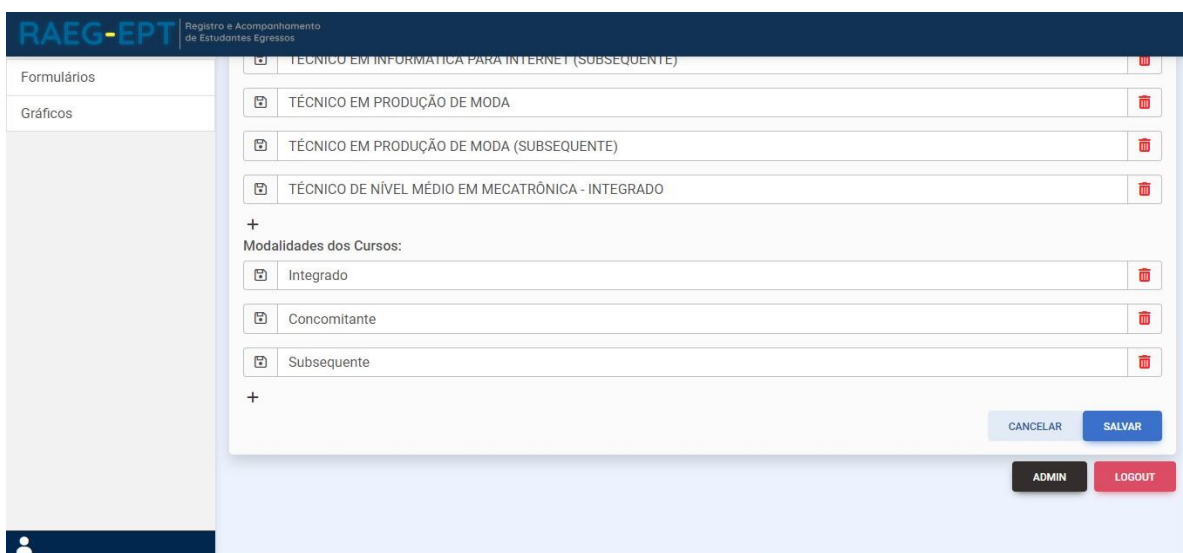 RAEG-EPT
Registro e Acompanhamento
de Estudantes Egressos
Formulários
Gráficos
TÉCNICO EM INFORMÁTICA PARA INTERNET (SUBSEQUENTE)
TÉCNICO EM PRODUÇÃO DE MODA
TÉCNICO EM PRODUÇÃO DE MODA (SUBSEQUENTE)
TÉCNICO DE NÍVEL MÉDIO EM MECATRÔNICA - INTEGRADO
+
Modalidades dos Cursos:
Integrado
Concomitante
Subsequente
+
CANCELAR
SALVAR
ADMIN
LOGOUT